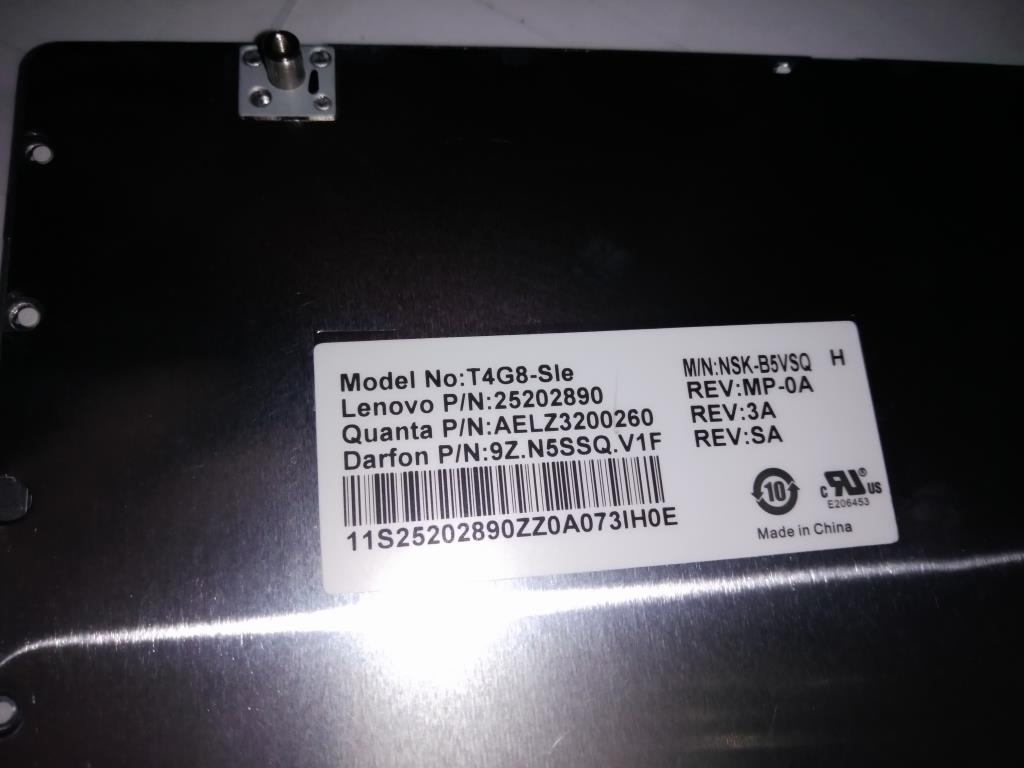 Model No:T4G8-Sle
Lenovo P/N:25202890
Quanta P/N:AELZ3200260
Darfon P/N:9Z.N5SSQ.V1F
11S25202890ZZ0A073IH0E
M/N:NSK-B5VSQ H
REV:MP-0A
REV:3A
REV:SA
10
c RU® US
E206453
Made in China